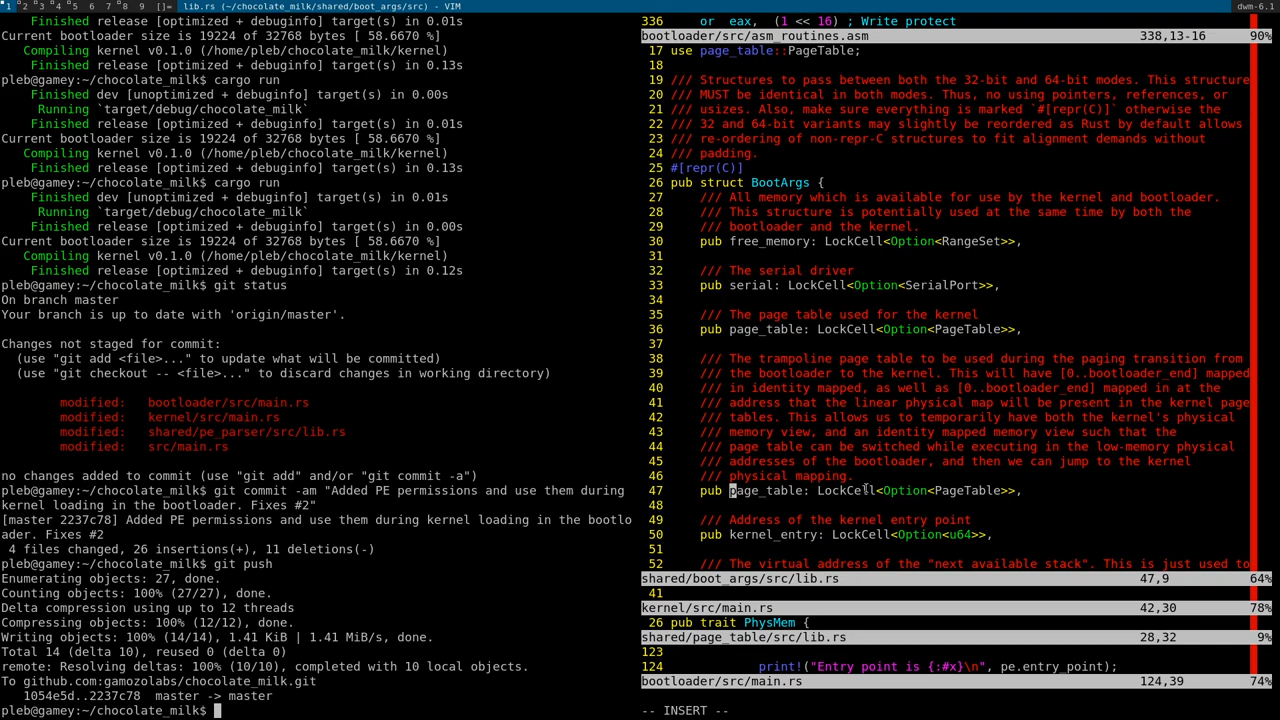 1 2 3 4 5 6 7 8 9 []= lib.rs (~/chocolate_milk/shared/boot_args/src) - VIM dwm-6.1
Finished release [optimized + debuginfo] target(s) in 0.01s
Current bootloader size is 19224 of 32768 bytes [ 58.6670 %]
Compiling kernel v0.1.0 (/home/pleb/chocolate_milk/kernel)
Finished release [optimized + debuginfo] target(s) in 0.13s
pleb@gamey:~/chocolate_milk$ cargo run
Finished dev [unoptimized + debuginfo] target(s) in 0.00s
Running `target/debug/chocolate_milk`
Finished release [optimized + debuginfo] target(s) in 0.01s
Current bootloader size is 19224 of 32768 bytes [ 58.6670 %]
Compiling kernel v0.1.0 (/home/pleb/chocolate_milk/kernel)
Finished release [optimized + debuginfo] target(s) in 0.13s
pleb@gamey:~/chocolate_milk$ cargo run
Finished dev [unoptimized + debuginfo] target(s) in 0.01s
Running `target/debug/chocolate_milk`
Finished release [optimized + debuginfo] target(s) in 0.00s
Current bootloader size is 19224 of 32768 bytes [ 58.6670 %]
Compiling kernel v0.1.0 (/home/pleb/chocolate_milk/kernel)
Finished release [optimized + debuginfo] target(s) in 0.12s
pleb@gamey:~/chocolate_milk$ git status
On branch master
Your branch is up to date with 'origin/master'.
Changes not staged for commit:
(use "git add <file>..." to update what will be committed)
(use "git checkout -- <file>..." to discard changes in working directory)
modified: bootloader/src/main.rs
modified: kernel/src/main.rs
modified: shared/pe_parser/src/lib.rs
modified: src/main.rs
no changes added to commit (use "git add" and/or "git commit -a")
pleb@gamey:~/chocolate_milk$ git commit -am "Added PE permissions and use them during
kernel loading in the bootloader. Fixes #2"
[master 2237c78] Added PE permissions and use them during kernel loading in the bootlo
ader. Fixes #2
4 files changed, 26 insertions(+), 11 deletions(-)
pleb@gamey:~/chocolate_milk$ git push
Enumerating objects: 27, done.
Counting objects: 100% (27/27), done.
Delta compression using up to 12 threads
Compressing objects: 100% (12/12), done.
Writing objects: 100% (14/14), 1.41 KiB | 1.41 MiB/s, done.
Total 14 (delta 10), reused 0 (delta 0)
remote: Resolving deltas: 100% (10/10), completed with 10 local objects.
To github.com:gamozolabs/chocolate_milk.git
1054e5d..2237c78 master -> master
pleb@gamey:~/chocolate_milk$
336 or eax, (1 << 16) ; Write protect
bootloader/src/asm_routines.asm 338,13-16 90%
17 use page_table::PageTable;
18
19 /// Structures to pass between both the 32-bit and 64-bit modes. This structure
20 /// MUST be identical in both modes. Thus, no using pointers, references, or
21 /// usizes. Also, make sure everything is marked `#[repr(C)]` otherwise the
22 /// 32 and 64-bit variants may slightly be reordered as Rust by default allows
23 /// re-ordering of non-repr-C structures to fit alignment demands without
24 /// padding.
25 #[repr(C)]
26 pub struct BootArgs {
27 /// All memory which is available for use by the kernel and bootloader.
28 /// This structure is potentially used at the same time by both the
29 /// bootloader and the kernel.
30 pub free_memory: LockCell<Option<RangeSet>>,
31
32 /// The serial driver
33 pub serial: LockCell<Option<SerialPort>>,
34
35 /// The page table used for the kernel
36 pub page_table: LockCell<Option<PageTable>>,
37
38 /// The trampoline page table to be used during the paging transition from
39 /// the bootloader to the kernel. This will have [0..bootloader_end] mapped
40 /// in identity mapped, as well as [0..bootloader_end] mapped in at the
41 /// address that the linear physical map will be present in the kernel page
42 /// tables. This allows us to temporarily have both the kernel's physical
43 /// memory view, and an identity mapped memory view such that the
44 /// page table can be switched while executing in the low-memory physical
45 /// addresses of the bootloader, and then we can jump to the kernel
46 /// physical mapping.
47 pub page_table: LockCell<Option<PageTable>>,
48
49 /// Address of the kernel entry point
50 pub kernel_entry: LockCell<Option<u64>>,
51
52 /// The virtual address of the "next available stack". This is just used to
shared/boot_args/src/lib.rs 47,9 64%
41
kernel/src/main.rs 42,30 78%
26 pub trait PhysMem {
shared/page_table/src/lib.rs 28,32 9%
123
124 print!("Entry point is {:#x}\n", pe.entry_point);
bootloader/src/main.rs 124,39 74%
-- INSERT --